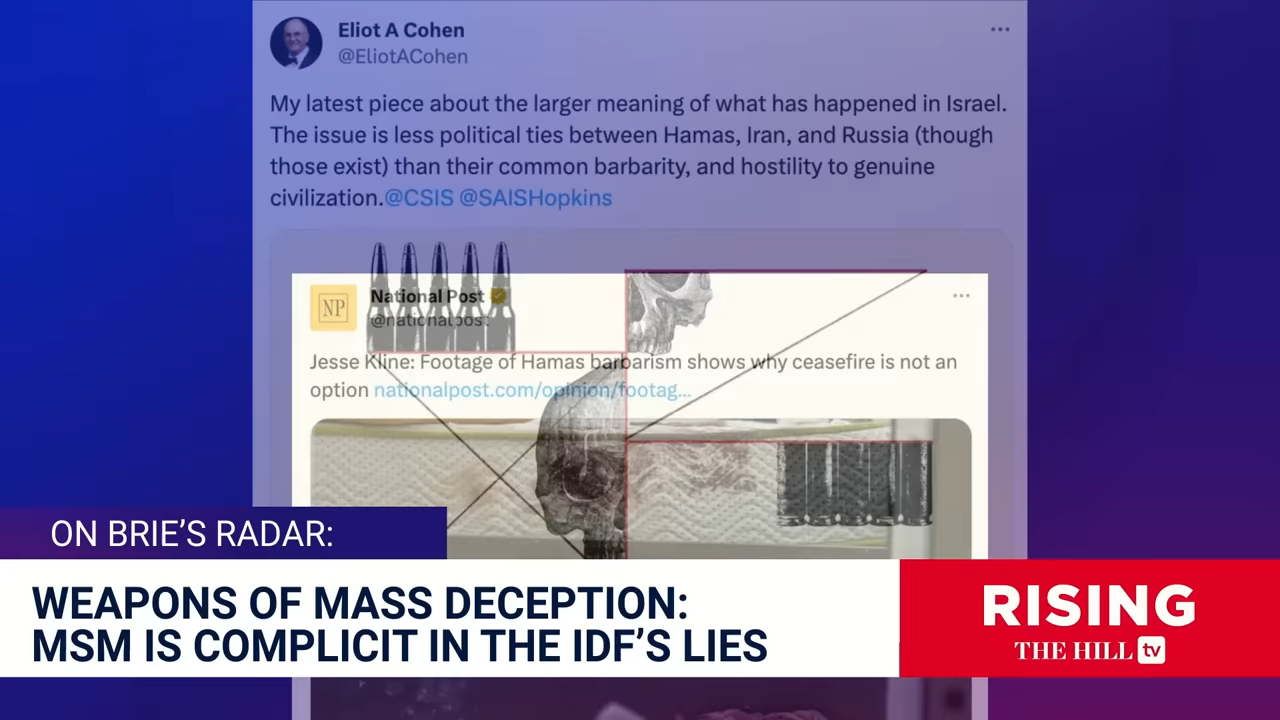 Eliot A Cohen
@EliotACohen
My latest piece about the larger meaning of what has happened in Israel.
The issue is less political ties between Hamas, Iran, and Russia (though
those exist) than their common barbarity, and hostility to genuine
civilization.@CSIS @SAISHopkins
NP
National Post
@nationalpost
Jesse Kline: Footage of Hamas barbarism shows why ceasefire is not an
option nationalpost.com/opinion/footag...
ON BRIE'S RADAR:
WEAPONS OF MASS DECEPTION:
MSM IS COMPLICIT IN THE IDF'S LIES
RISING
THE HILL tv